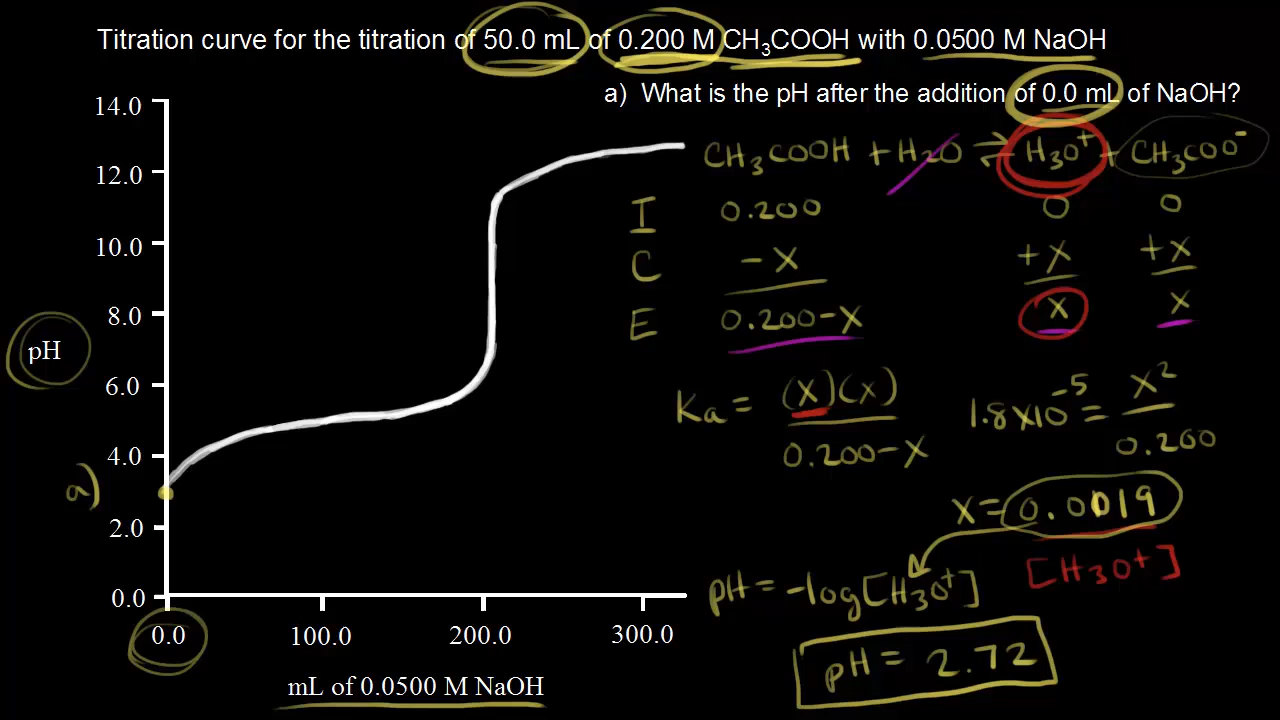 Titration curve for the titration of 50.0 mL of 0.200 M CH₃COOH with 0.0500 M NaOH
a) What is the pH after the addition of 0.0 mL of NaOH?
CH₃COOH + H₂O ⇌ H₃O⁺ + CH₃COO⁻
I 0.200 0 0
C -X +X +X
E 0.200-X X X
Ka = (X)(X) / 0.200-X
1.8X10⁻⁵ = X² / 0.200
X = 0.0019
[H₃O⁺]
pH = -log[H₃O⁺]
pH = 2.72
14.0
12.0
10.0
8.0
pH
6.0
4.0
a)
2.0
0.0
0.0 100.0 200.0 300.0
mL of 0.0500 M NaOH